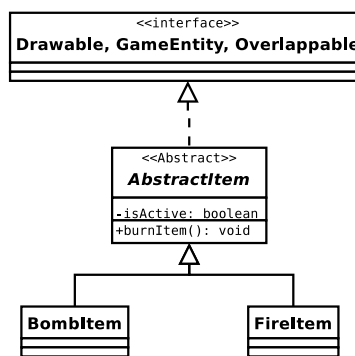 <<interface>>
Drawable, GameEntity, Overlappable
<<Abstract>>
AbstractItem
-isActive: boolean
+burnItem(): void
BombItem
FireItem